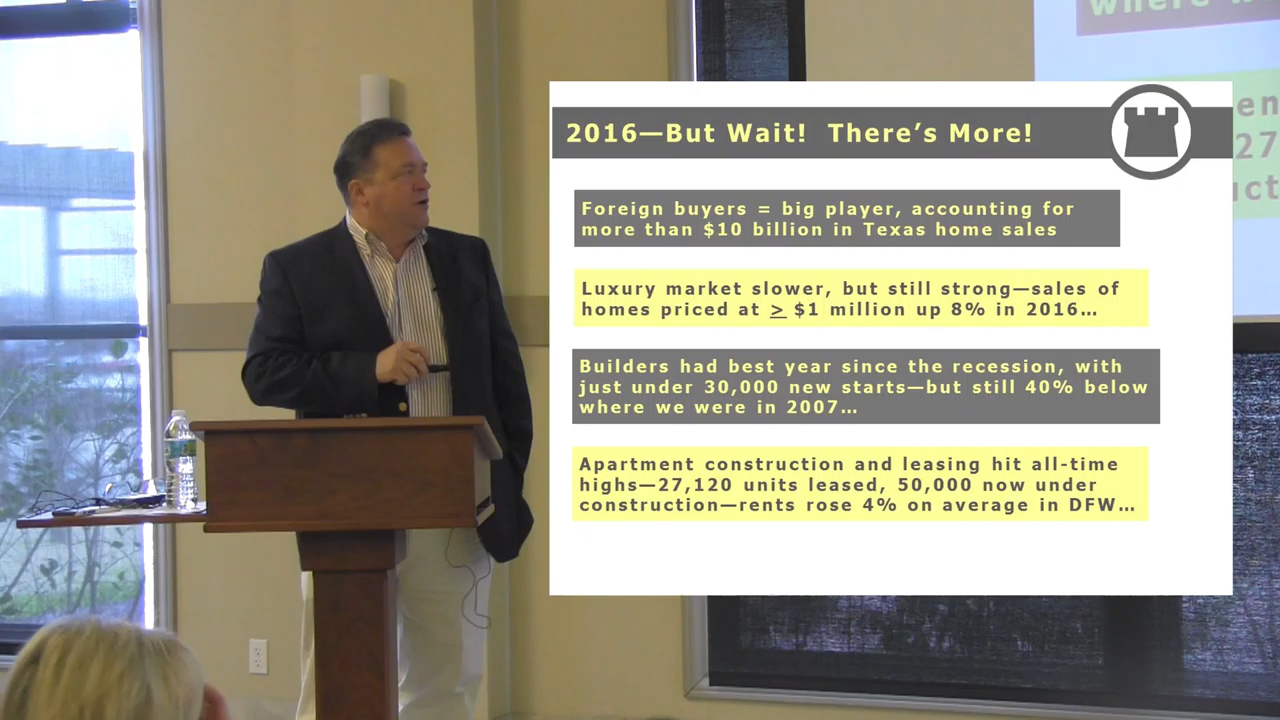 where w
2016—But Wait!  There’s More!
Foreign buyers = big player, accounting for
more than $10 billion in Texas home sales
Luxury market slower, but still strong—sales of
homes priced at > $1 million up 8% in 2016…
Builders had best year since the recession, with
just under 30,000 new starts—but still 40% below
where we were in 2007…
Apartment construction and leasing hit all-time
highs—27,120 units leased, 50,000 now under
construction—rents rose 4% on average in DFW…
en
27
uct